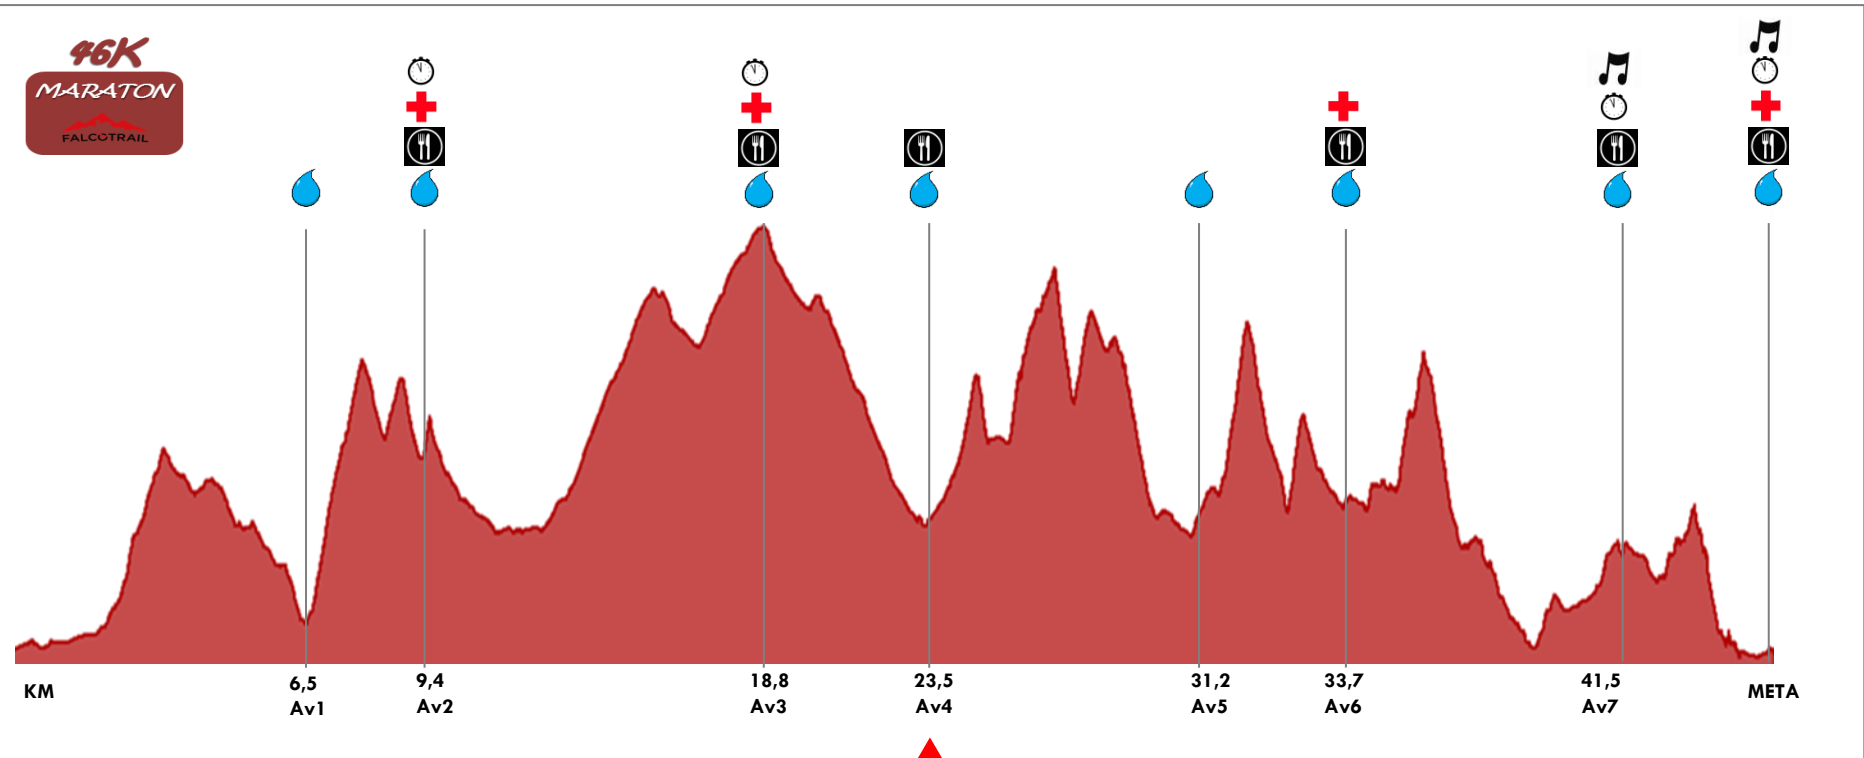 46K
MARATON
FALCOTRAIL
KM
6,5
Av1
9,4
Av2
18,8
Av3
23,5
Av4
31,2
Av5
33,7
Av6
41,5
Av7
META